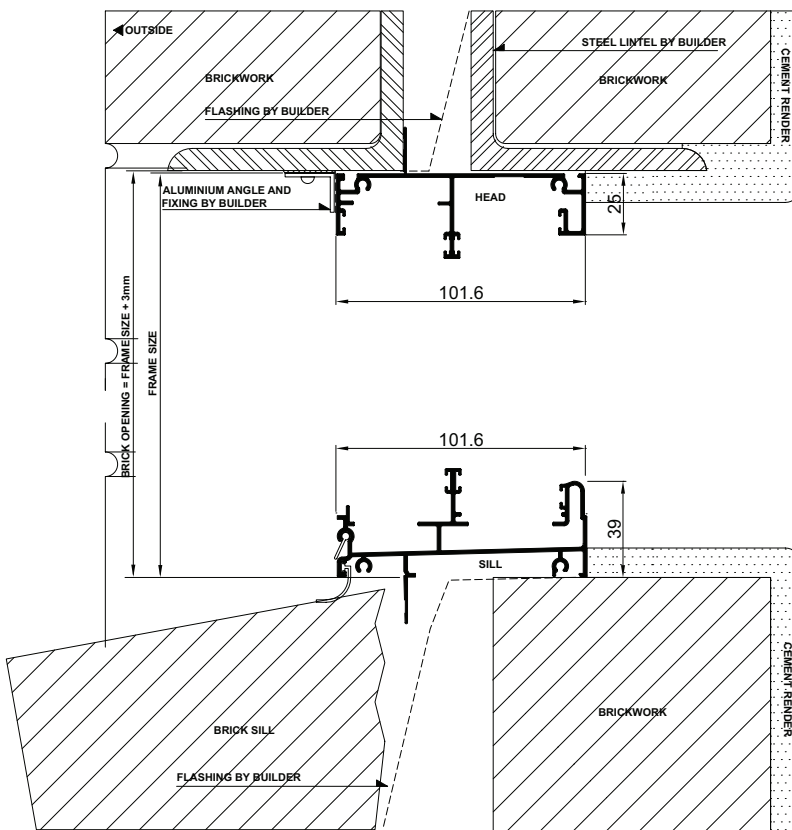 OUTSIDE
STEEL LINTEL BY BUILDER
BRICKWORK
BRICKWORK
CEMENT RENDER
FLASHING BY BUILDER
ALUMINIUM ANGLE AND
FIXING BY BUILDER
HEAD
25
101.6
BRICK OPENING = FRAME SIZE + 3mm
FRAME SIZE
101.6
39
SILL
CEMENT RENDER
BRICKWORK
BRICK SILL
FLASHING BY BUILDER